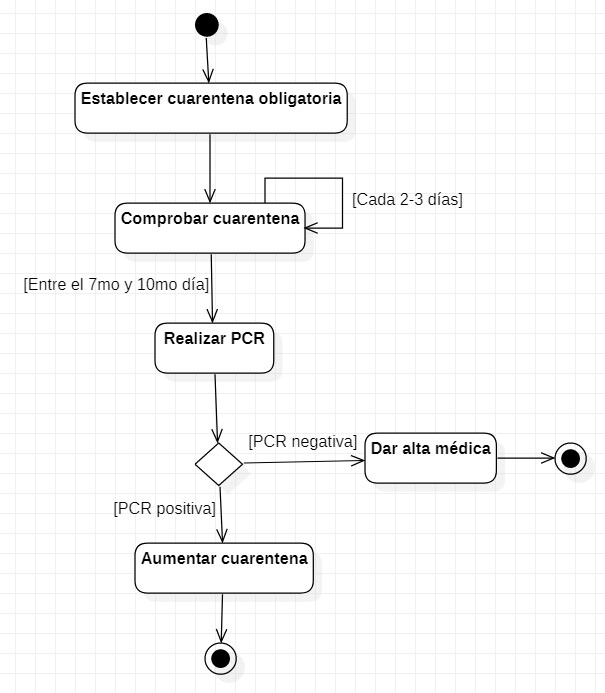 Establecer cuarentena obligatoria
Comprobar cuarentena
[Cada 2-3 días]
[Entre el 7mo y 10mo día]
Realizar PCR
[PCR negativa]
Dar alta médica
[PCR positiva]
Aumentar cuarentena